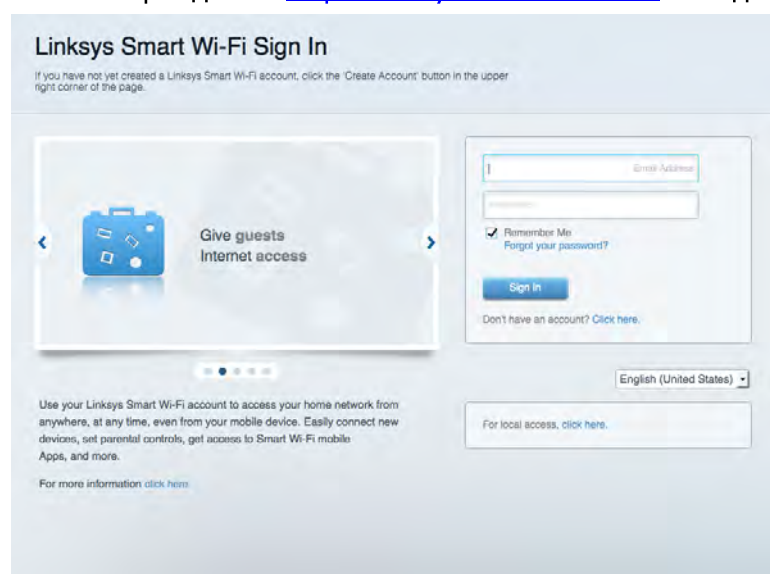 Linksys Smart Wi-Fi Sign In
If you have not yet created a Linksys Smart Wi-Fi account, click the 'Create Account' button in the upper
right corner of the page.
Email Address
Give guests
Internet access
Remember Me
Forgot your password?
Sign In
Don't have an account? Click here.
English (United States)
Use your Linksys Smart Wi-Fi account to access your home network from
anywhere, at any time, even from your mobile device. Easily connect new
devices, set parental controls, get access to Smart Wi-Fi mobile
Apps, and more.
For local access, click here.
For more information click here